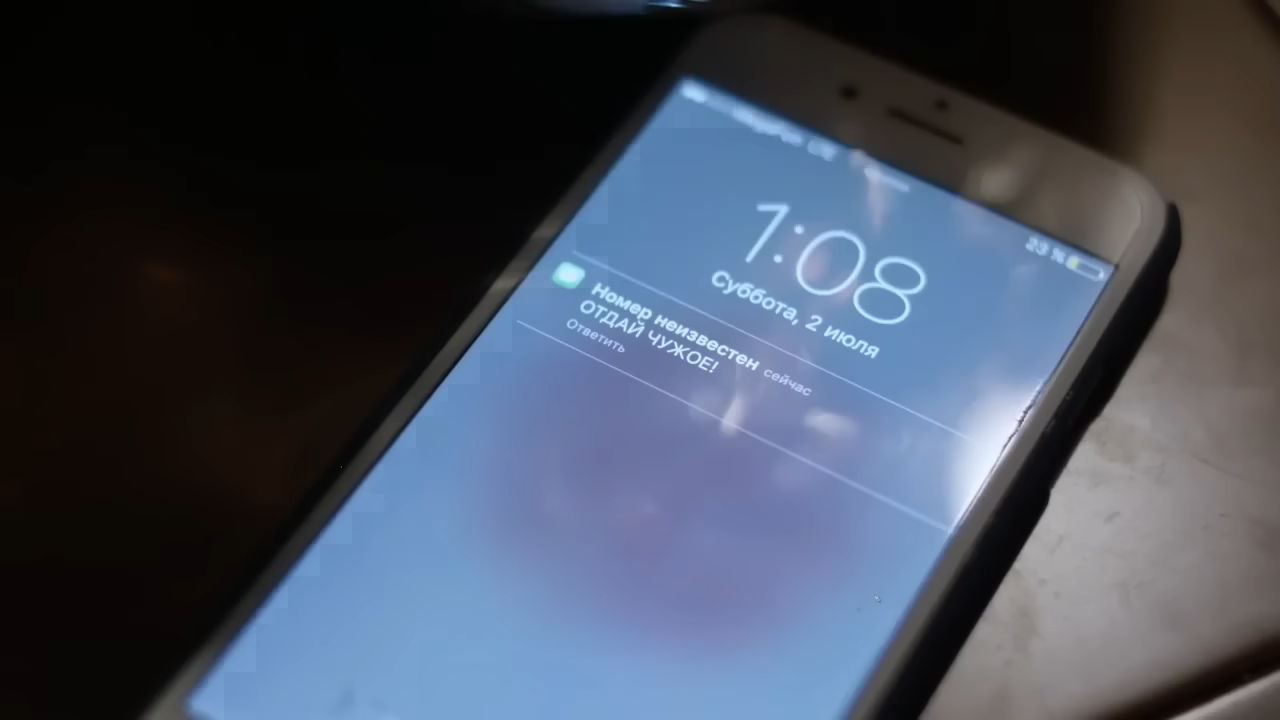 23 %
1:08
Суббота, 2 июля
Номер неизвестен сейчас
ОТДАЙ ЧУЖОЕ!
Ответить